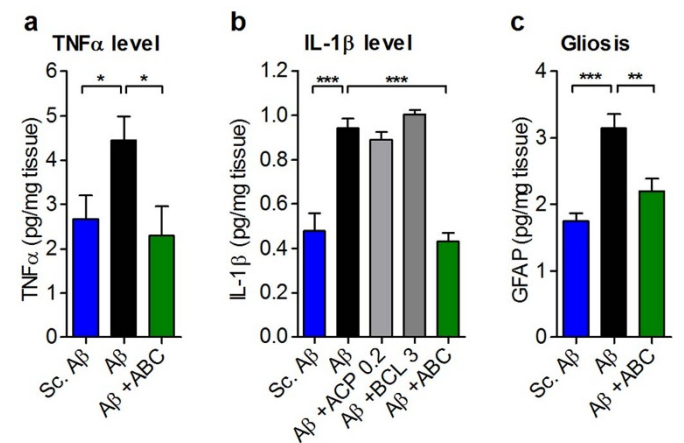 a
TNFα level
TNFα (pg/mg tissue)
6
5
4
3
2
1
0
* *
Sc. Aβ
Aβ
Aβ +ABC
b
IL-1β level
IL-1β (pg/mg tissue)
1.2
1.0
0.8
0.6
0.4
0.2
0.0
*** ***
Sc. Aβ
Aβ
Aβ +ACP 0.2
Aβ +BCL 3
Aβ +ABC
c
Gliosis
GFAP (pg/mg tissue)
4
3
2
1
0
*** **
Sc. Aβ
Aβ
Aβ +ABC